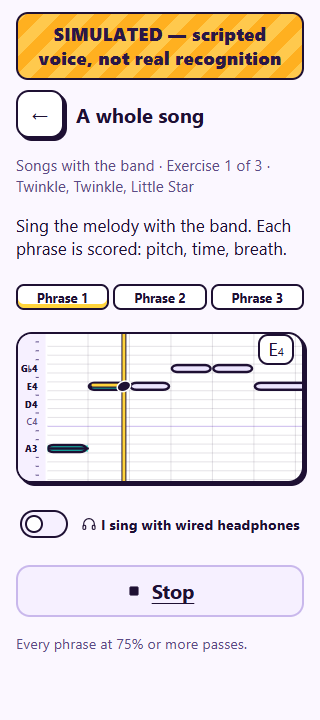 SIMULATED — scripted
voice, not real recognition
← A whole song
Songs with the band · Exercise 1 of 3 ·
Twinkle, Twinkle, Little Star
Sing the melody with the band. Each
phrase is scored: pitch, time, breath.
Phrase 1 Phrase 2 Phrase 3
E4
G♭4
E4
D4
C4
A3
I sing with wired headphones
Stop
Every phrase at 75% or more passes.